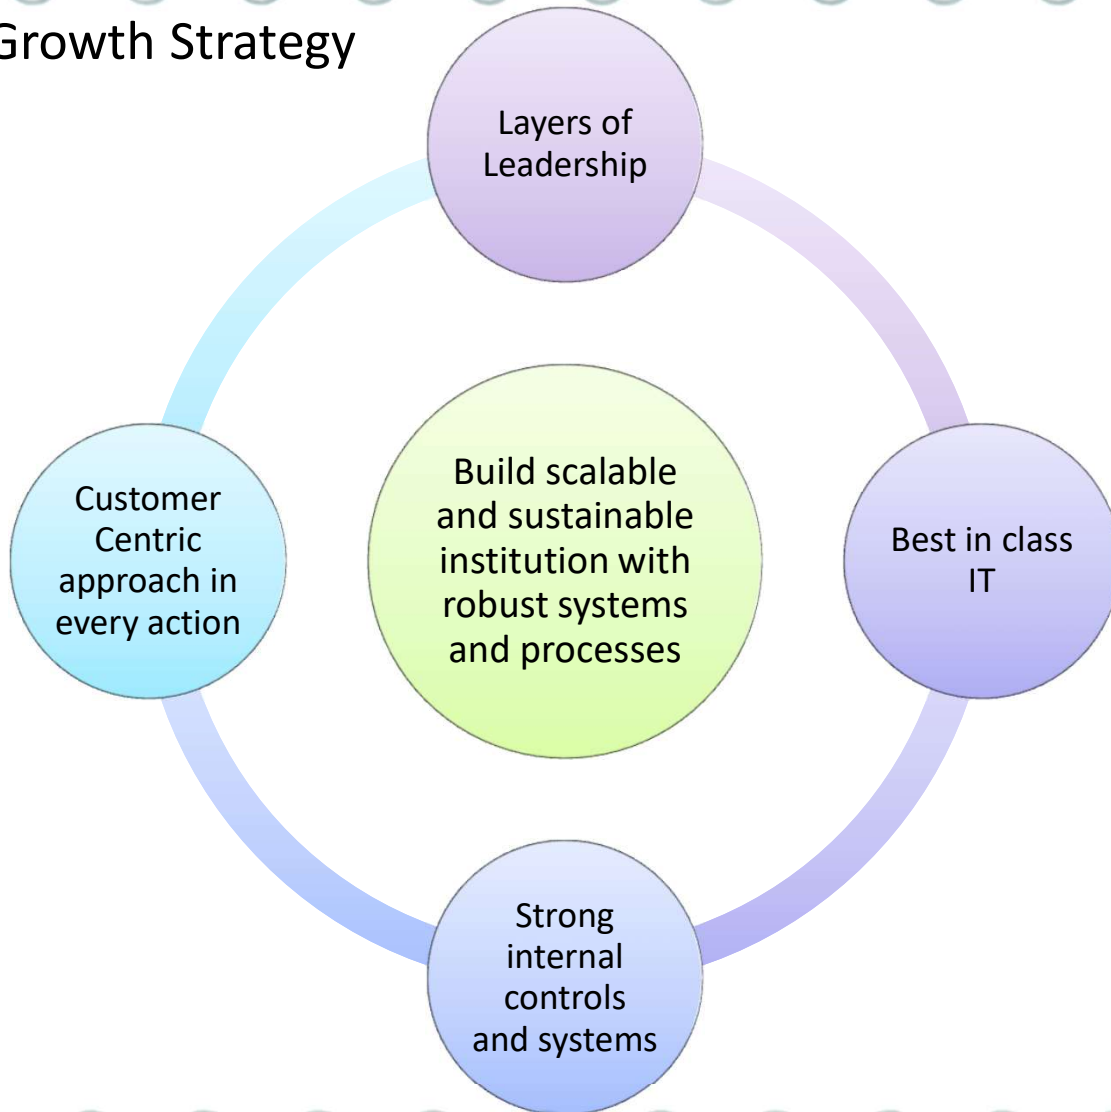 Growth Strategy
Layers of
Leadership
Customer
Centric
approach in
every action
Build scalable
and sustainable
institution with
robust systems
and processes
Best in class
IT
Strong
internal
controls
and systems